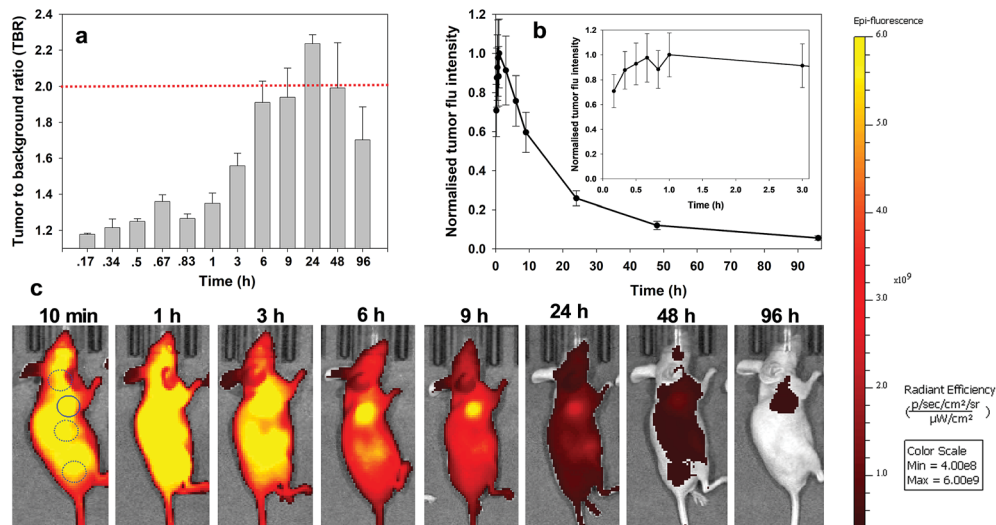 a
Tumor to background ratio (TBR)
2.4
2.2
2.0
1.8
1.6
1.4
1.2
.17 .34 .5 .67 .83 1 3 6 9 24 48 96
Time (h)
b
Normalised tumor flu intensity
1.2
1.0
0.8
0.6
0.4
0.2
0.0
0 10 20 30 40 50 60 70 80 90
Time (h)
Normalised tumor flu intensity
1.2
1.0
0.8
0.6
0.4
0.2
0.0
0.0 0.5 1.0 1.5 2.0 2.5 3.0
Time (h)
c
10 min 1 h 3 h 6 h 9 h 24 h 48 h 96 h
Epi-fluorescence
6.0
5.0
4.0
3.0
x10⁹
2.0
1.0
Radiant Efficiency
(p/sec/cm²/sr
µW/cm²)
Color Scale
Min = 4.00e8
Max = 6.00e9